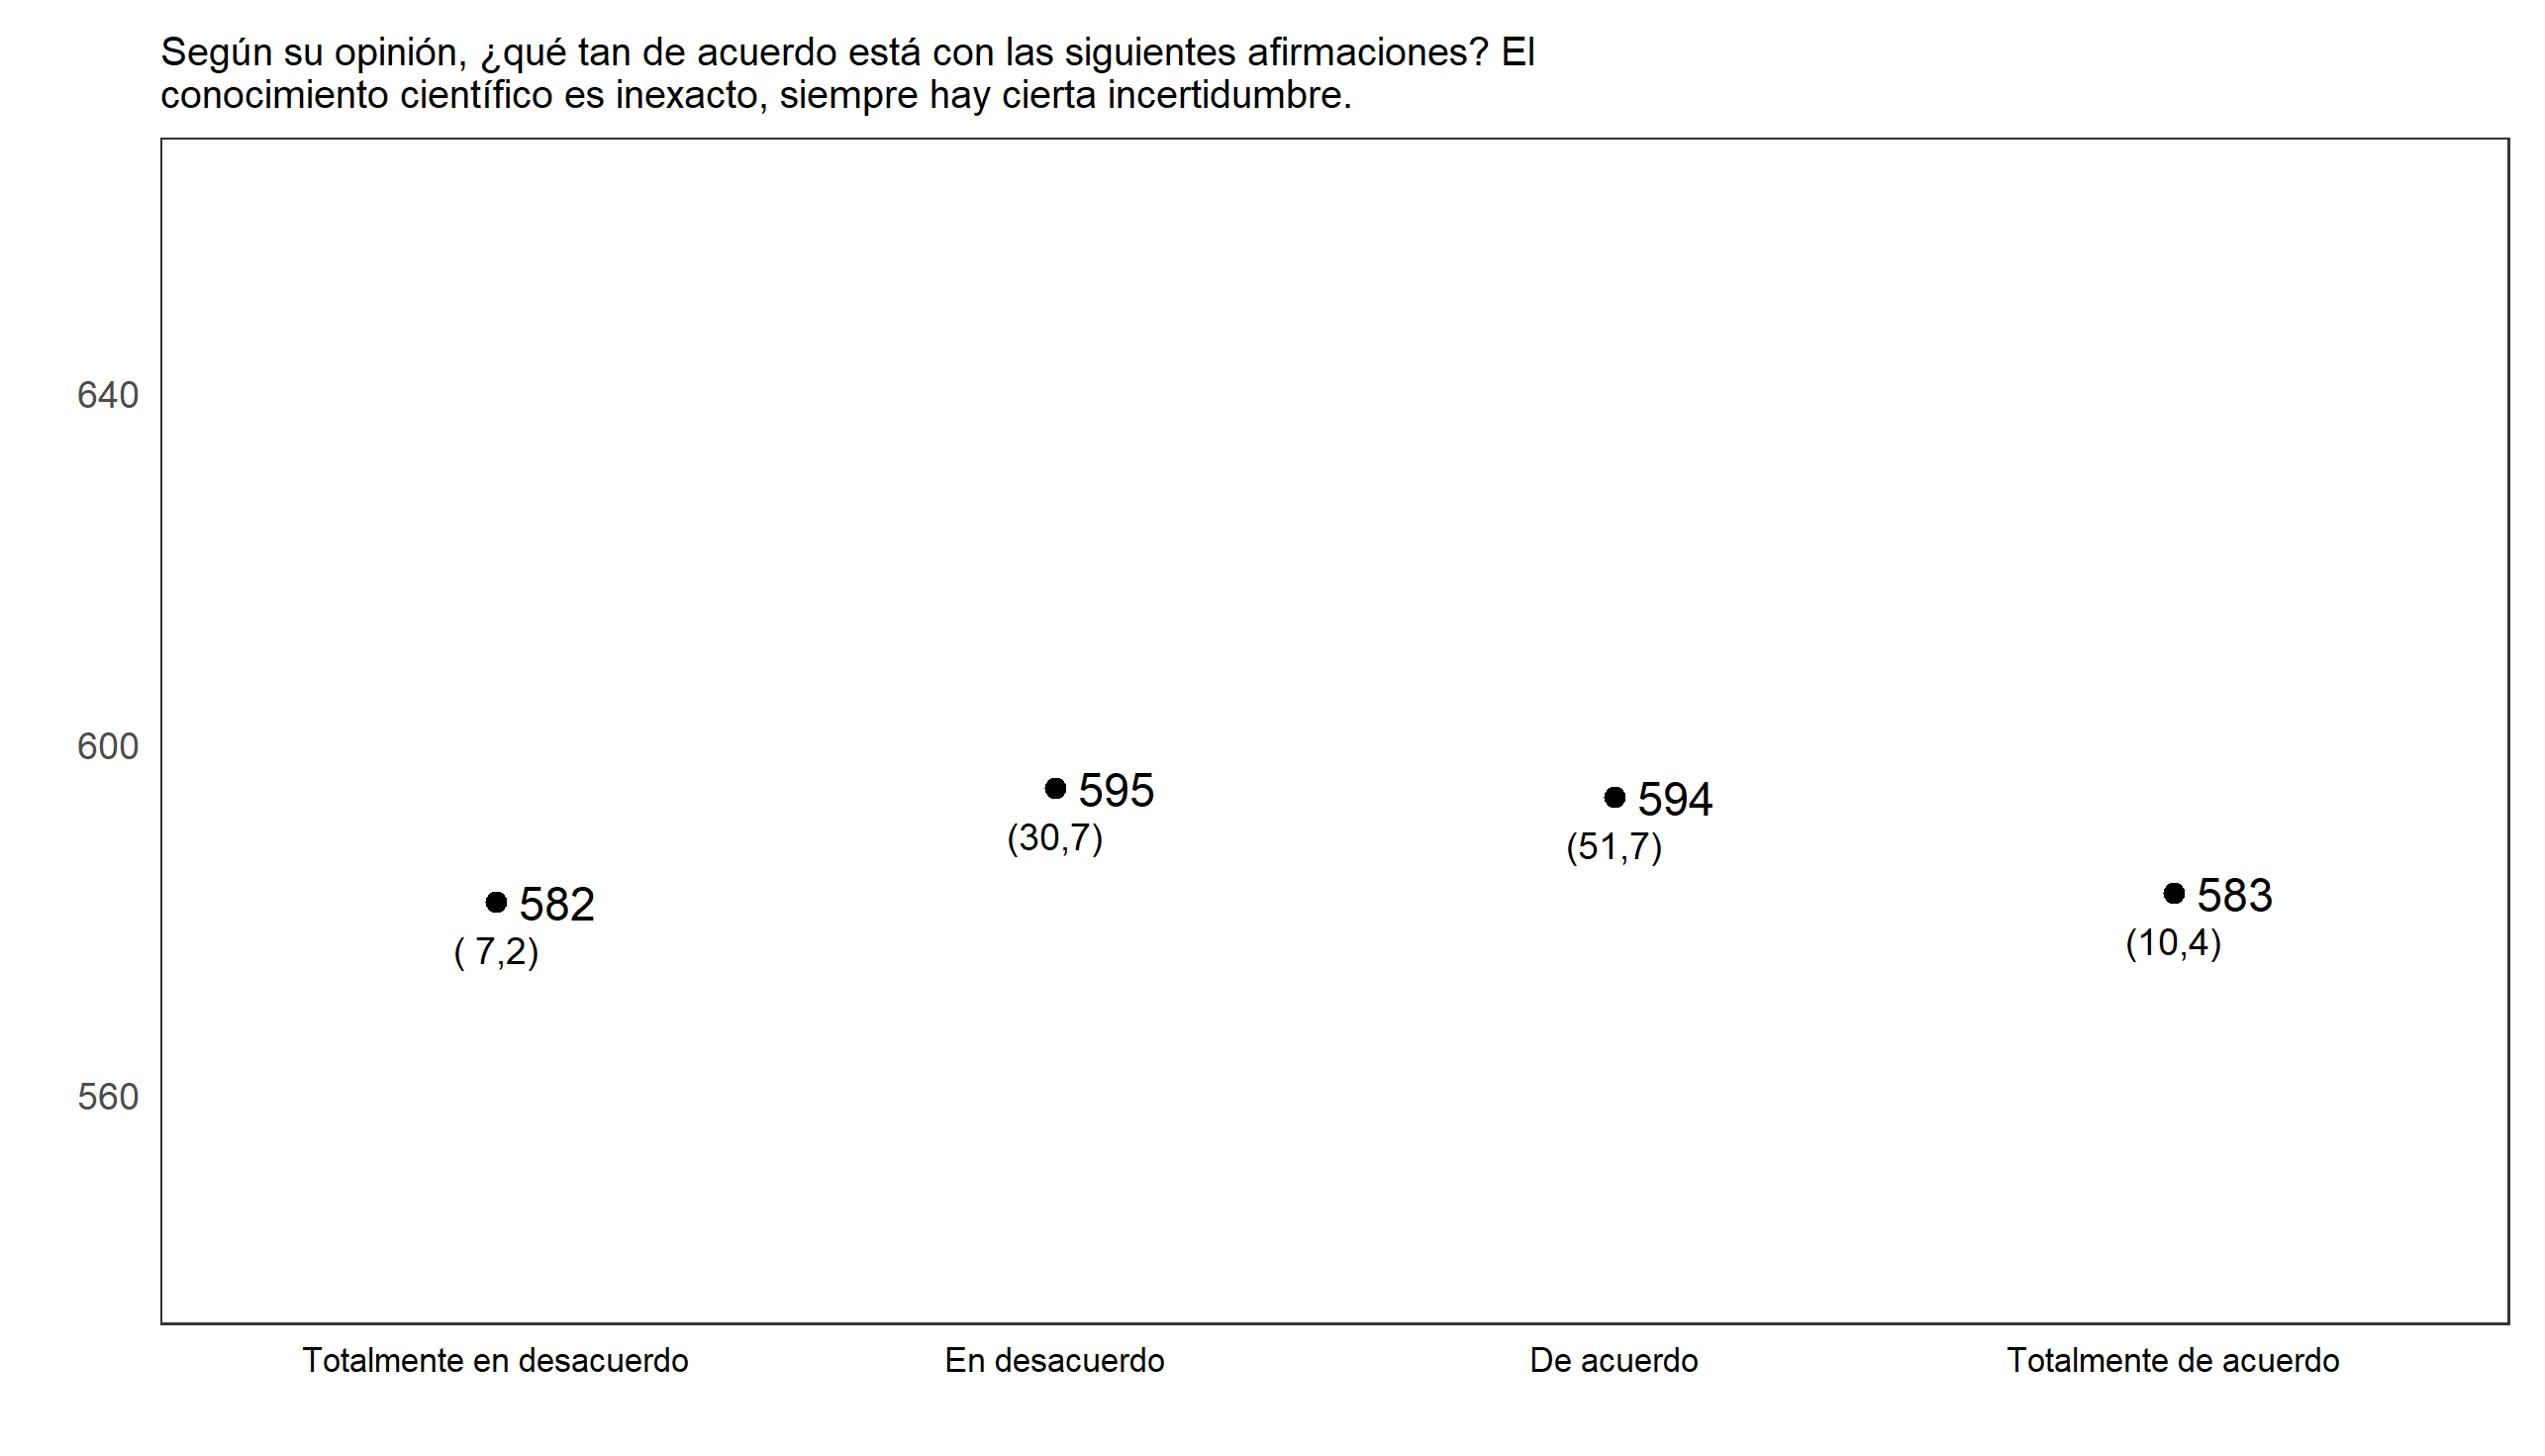 Según su opinión, ¿qué tan de acuerdo está con las siguientes afirmaciones? El
conocimiento científico es inexacto, siempre hay cierta incertidumbre.
640
600
560
582
( 7,2)
595
(30,7)
594
(51,7)
583
(10,4)
Totalmente en desacuerdo
En desacuerdo
De acuerdo
Totalmente de acuerdo